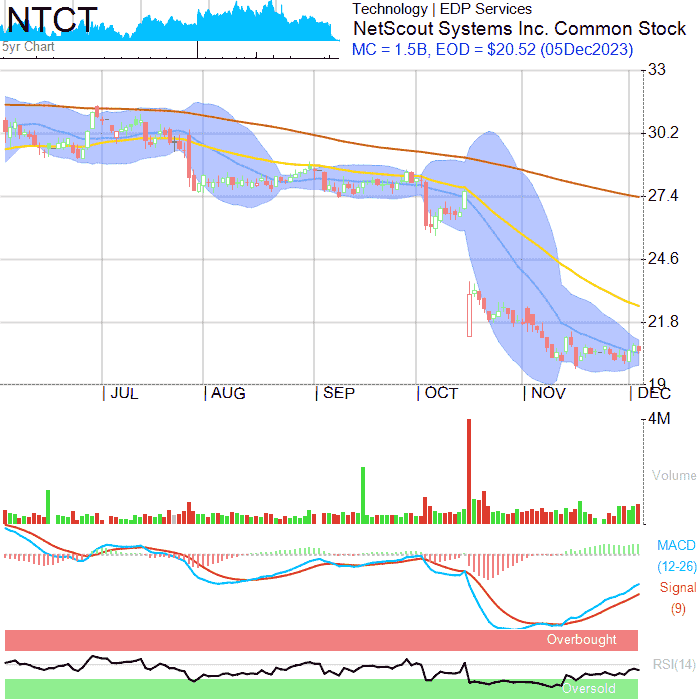 NTCT
5yr Chart
Technology | EDP Services
NetScout Systems Inc. Common Stock
MC = 1.5B, EOD = $20.52 (05Dec2023)
33
30.2
27.4
24.6
21.8
19
JUL AUG SEP OCT NOV DEC
4M
Volume
MACD
(12-26)
Signal
(9)
Overbought
RSI(14)
Oversold